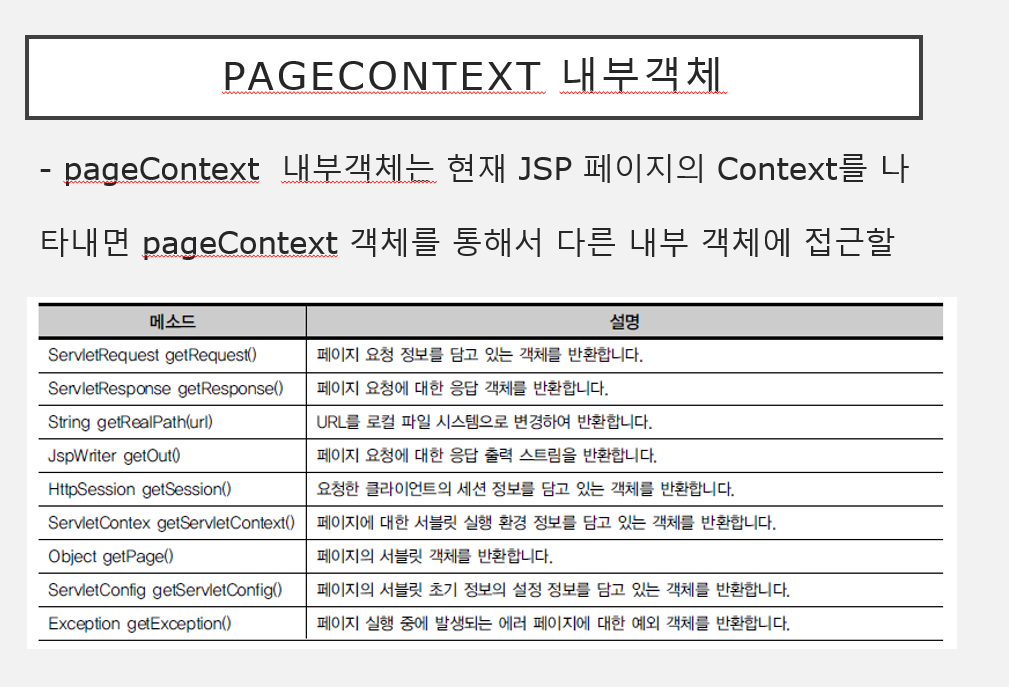 PAGECONTEXT 내부객체
- pageContext 내부객체는 현재 JSP 페이지의 Context를 나
타내면 pageContext 객체를 통해서 다른 내부 객체에 접근할
메소드 설명
ServletRequest getRequest() 페이지 요청 정보를 담고 있는 객체를 반환합니다.
ServletResponse getResponse() 페이지 요청에 대한 응답 객체를 반환합니다.
String getRealPath(url) URL를 로컬 파일 시스템으로 변경하여 반환합니다.
JspWriter getOut() 페이지 요청에 대한 응답 출력 스트림을 반환합니다.
HttpSession getSession() 요청한 클라이언트의 세션 정보를 담고 있는 객체를 반환합니다.
ServletContex getServletContext() 페이지에 대한 서블릿 실행 환경 정보를 담고 있는 객체를 반환합니다.
Object getPage() 페이지의 서블릿 객체를 반환합니다.
ServletConfig getServletConfig() 페이지의 서블릿 초기 정보의 설정 정보를 담고 있는 객체를 반환합니다.
Exception getException() 페이지 실행 중에 발생되는 에러 페이지에 대한 예외 객체를 반환합니다.